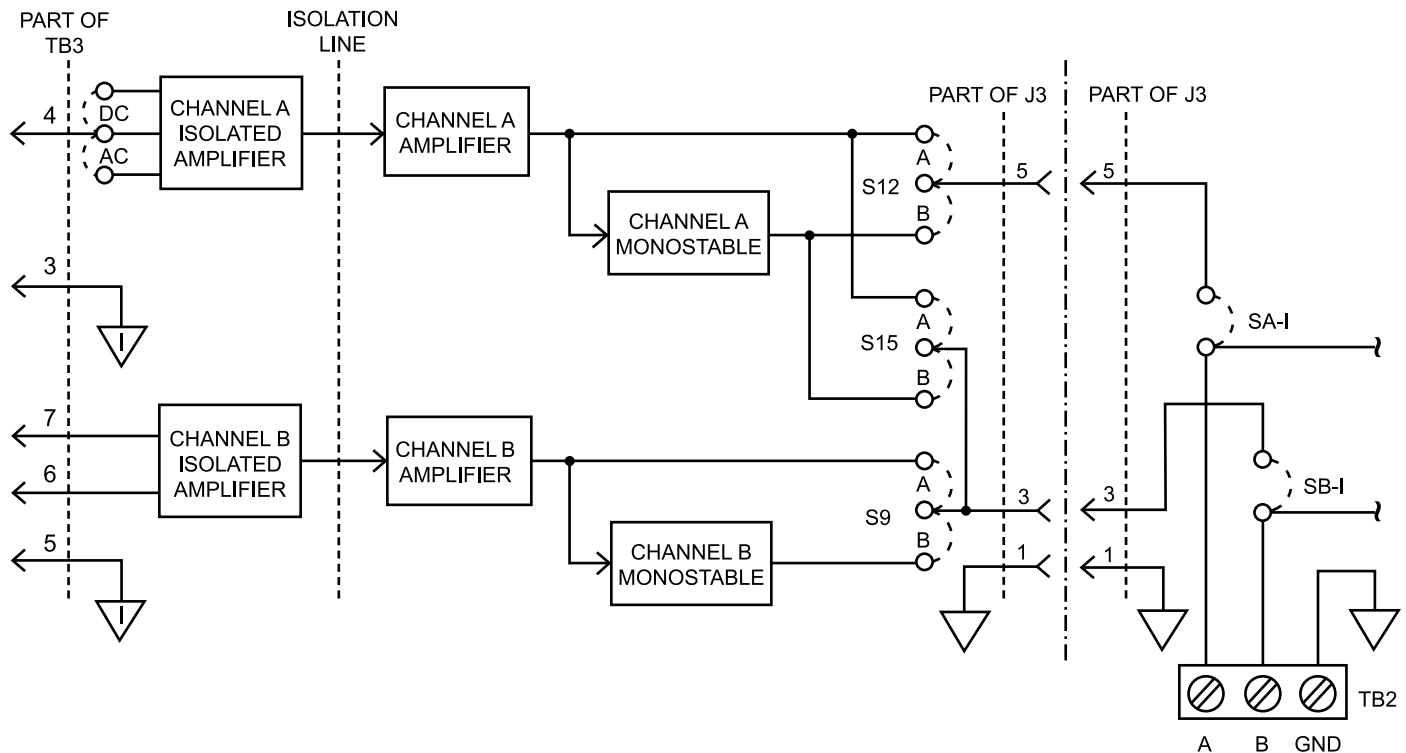 PART OF
TB3
ISOLATION
LINE
4
DC
AC
CHANNEL A
ISOLATED
AMPLIFIER
CHANNEL A
AMPLIFIER
CHANNEL A
MONOSTABLE
A
S12
B
PART OF J3
PART OF J3
5
5
3
I
A
S15
B
SA-I
7
6
5
I
CHANNEL B
ISOLATED
AMPLIFIER
CHANNEL B
AMPLIFIER
CHANNEL B
MONOSTABLE
A
S9
B
3
3
1
1
SB-I
TB2
A B GND